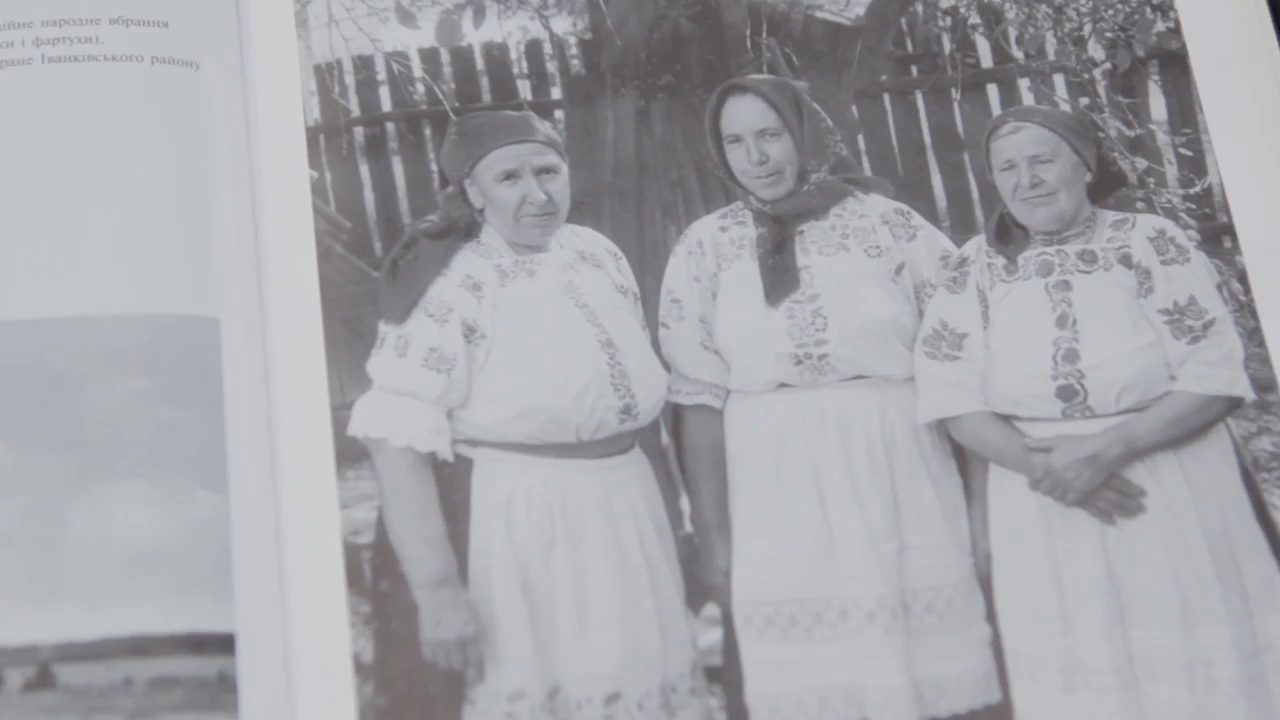 ійне народне вбрання
ки і фартухи),
ране Іванківського району